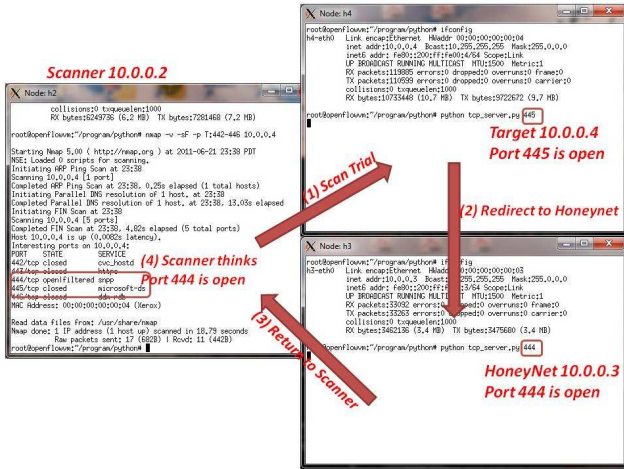 Scanner 10.0.0.2
Node: h2
collisions:0 txqueuelen:1000
RX bytes:6249736 (6.2 MB)  TX bytes:7281468 (7.2 MB)
root@openflowvm:~/program/python# nmap -v -sF -p T:442-446 10.0.0.4
Starting Nmap 5.00 ( http://nmap.org ) at 2011-06-21 23:38 PDT
NSE: Loaded 0 scripts for scanning.
Initiating ARP Ping Scan at 23:38
Scanning 10.0.0.4 [1 port]
Completed ARP Ping Scan at 23:38, 0.25s elapsed (1 total hosts)
Initiating Parallel DNS resolution of 1 host. at 23:38
Completed Parallel DNS resolution of 1 host. at 23:38, 13.03s elapsed
Initiating FIN Scan at 23:38
Scanning 10.0.0.4 [5 ports]
Completed FIN Scan at 23:38, 4.82s elapsed (5 total ports)
Host 10.0.0.4 is up (0.0082s latency).
Interesting ports on 10.0.0.4:
PORT STATE SERVICE
442/tcp closed cvc_hostd
443/tcp closed https
444/tcp open|filtered snpp
445/tcp closed microsoft-ds
446/tcp closed ddm-rdb
MAC Address: 00:00:00:00:00:04 (Xerox)
Read data files from: /usr/share/nmap
Nmap done: 1 IP address (1 host up) scanned in 18.79 seconds
Raw packets sent: 17 (682B) | Rcvd: 11 (442B)
root@openflowvm:~/program/python#
(4) Scanner thinks
Port 444 is open
(1) Scan Trial
Node: h4
root@openflowvm:~/program/python# ifconfig
h4-eth0 Link encap:Ethernet HWaddr 00:00:00:00:00:04
inet addr:10.0.0.4 Bcast:10.255.255.255 Mask:255.0.0.0
inet6 addr: fe80::200:ff:fe00:4/64 Scope:Link
UP BROADCAST RUNNING MULTICAST MTU:1500 Metric:1
RX packets:119885 errors:0 dropped:0 overruns:0 frame:0
TX packets:110599 errors:0 dropped:0 overruns:0 carrier:0
collisions:0 txqueuelen:1000
RX bytes:10733448 (10.7 MB) TX bytes:9722672 (9.7 MB)
root@openflowvm:~/program/python# python tcp_server.py 445
Target 10.0.0.4
Port 445 is open
(2) Redirect to Honeynet
Node: h3
root@openflowvm:~/program/python# ifconfig
h3-eth0 Link encap:Ethernet HWaddr 00:00:00:00:00:03
inet addr:10.0.0.3 Bcast: 255.255.255 Mask:255.0.0.0
inet6 addr: fe80::200:ff:fe :3/64 Scope:Link
UP BROADCAST RUNNING MULTI MTU:1500 Metric:1
RX packets:33092 errors:0 dropped:0 overruns:0 frame:0
TX packets:33263 errors:0 dropped:0 overruns:0 carrier:0
collisions:0 txqueuelen:1000
RX bytes:3462136 (3.4 MB) TX bytes:3475680 (3.4 MB)
root@openflowvm:~/program/python# python tcp_server.py 444
(3) Return to Scanner
HoneyNet 10.0.0.3
Port 444 is open